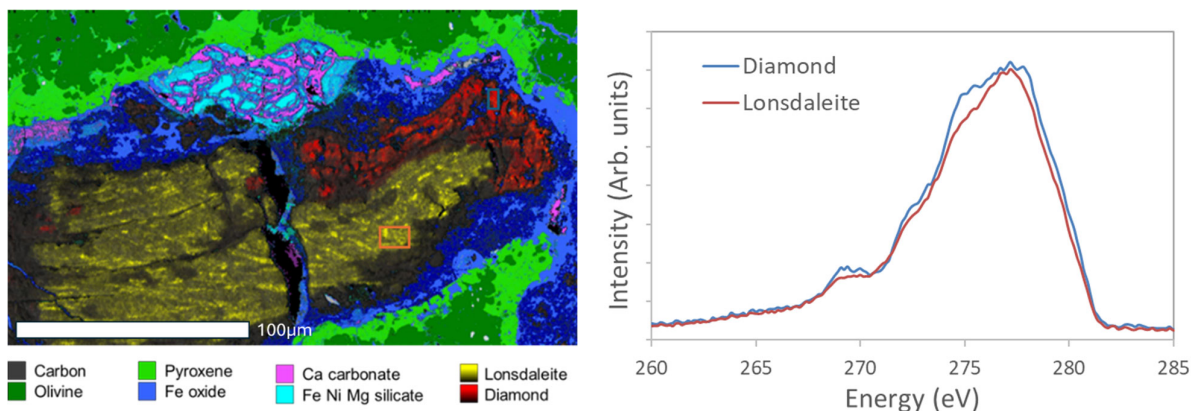 100µm
Carbon
Olivine
Pyroxene
Fe oxide
Ca carbonate
Fe Ni Mg silicate
Lonsdaleite
Diamond
Intensity (Arb. units)
Diamond
Lonsdaleite
260 265 270 275 280 285
Energy (eV)